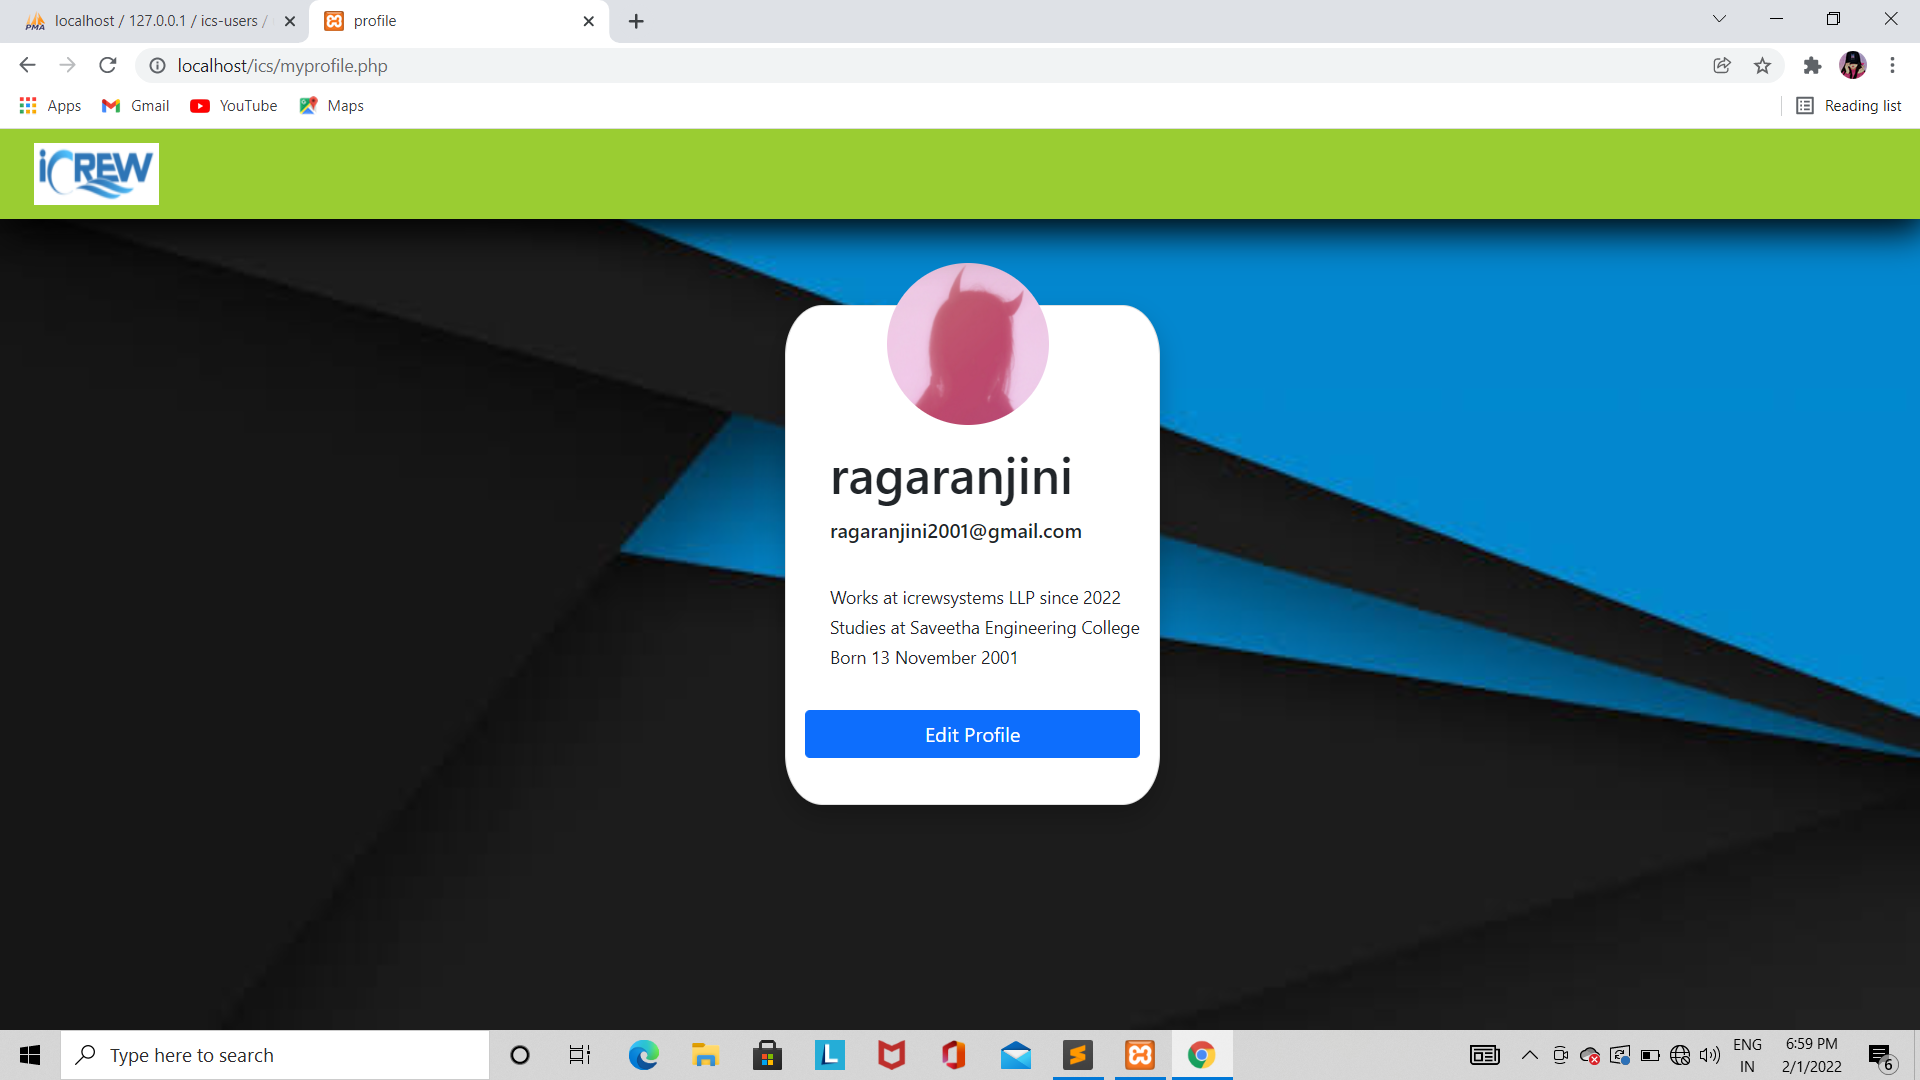 localhost / 127.0.0.1 / ics-users /
profile
localhost/ics/myprofile.php
Apps
Gmail
YouTube
Maps
Reading list
iCREW
ragaranjini
ragaranjini2001@gmail.com
Works at icrewsystems LLP since 2022
Studies at Saveetha Engineering College
Born 13 November 2001
Edit Profile
Type here to search
ENG
IN
6:59 PM
2/1/2022
6